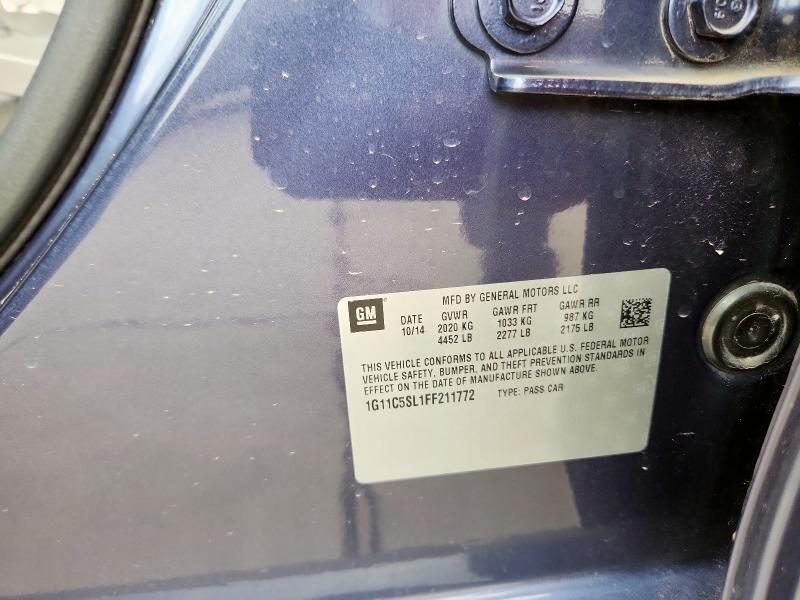 GM
MFD BY GENERAL MOTORS LLC
DATE GVWR GAWR FRT GAWR RR
10/14 2020 KG 1033 KG 987 KG
4452 LB 2277 LB 2175 LB
THIS VEHICLE CONFORMS TO ALL APPLICABLE U.S. FEDERAL MOTOR
VEHICLE SAFETY, BUMPER, AND THEFT PREVENTION STANDARDS IN
EFFECT ON THE DATE OF MANUFACTURE SHOWN ABOVE.
1G11C5SL1FF211772 TYPE: PASS CAR